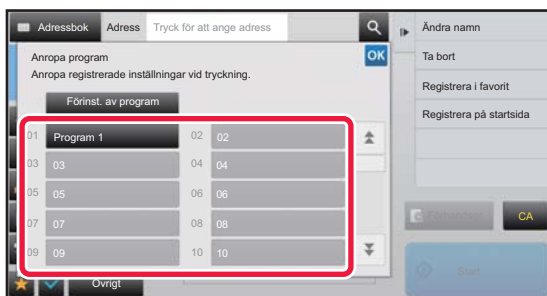 Adressbok Adress Tryck för att ange adress
Ändra namn
Anropa program OK
Ta bort
Anropa registrerade inställningar vid tryckning.
Registrera i favorit
Förinst. av program
Registrera på startsida
01 Program 1 02 02
03 03 04 04
05 05 06 06
07 07 08 08
CA
09 09 10 10
Start
Övrigt